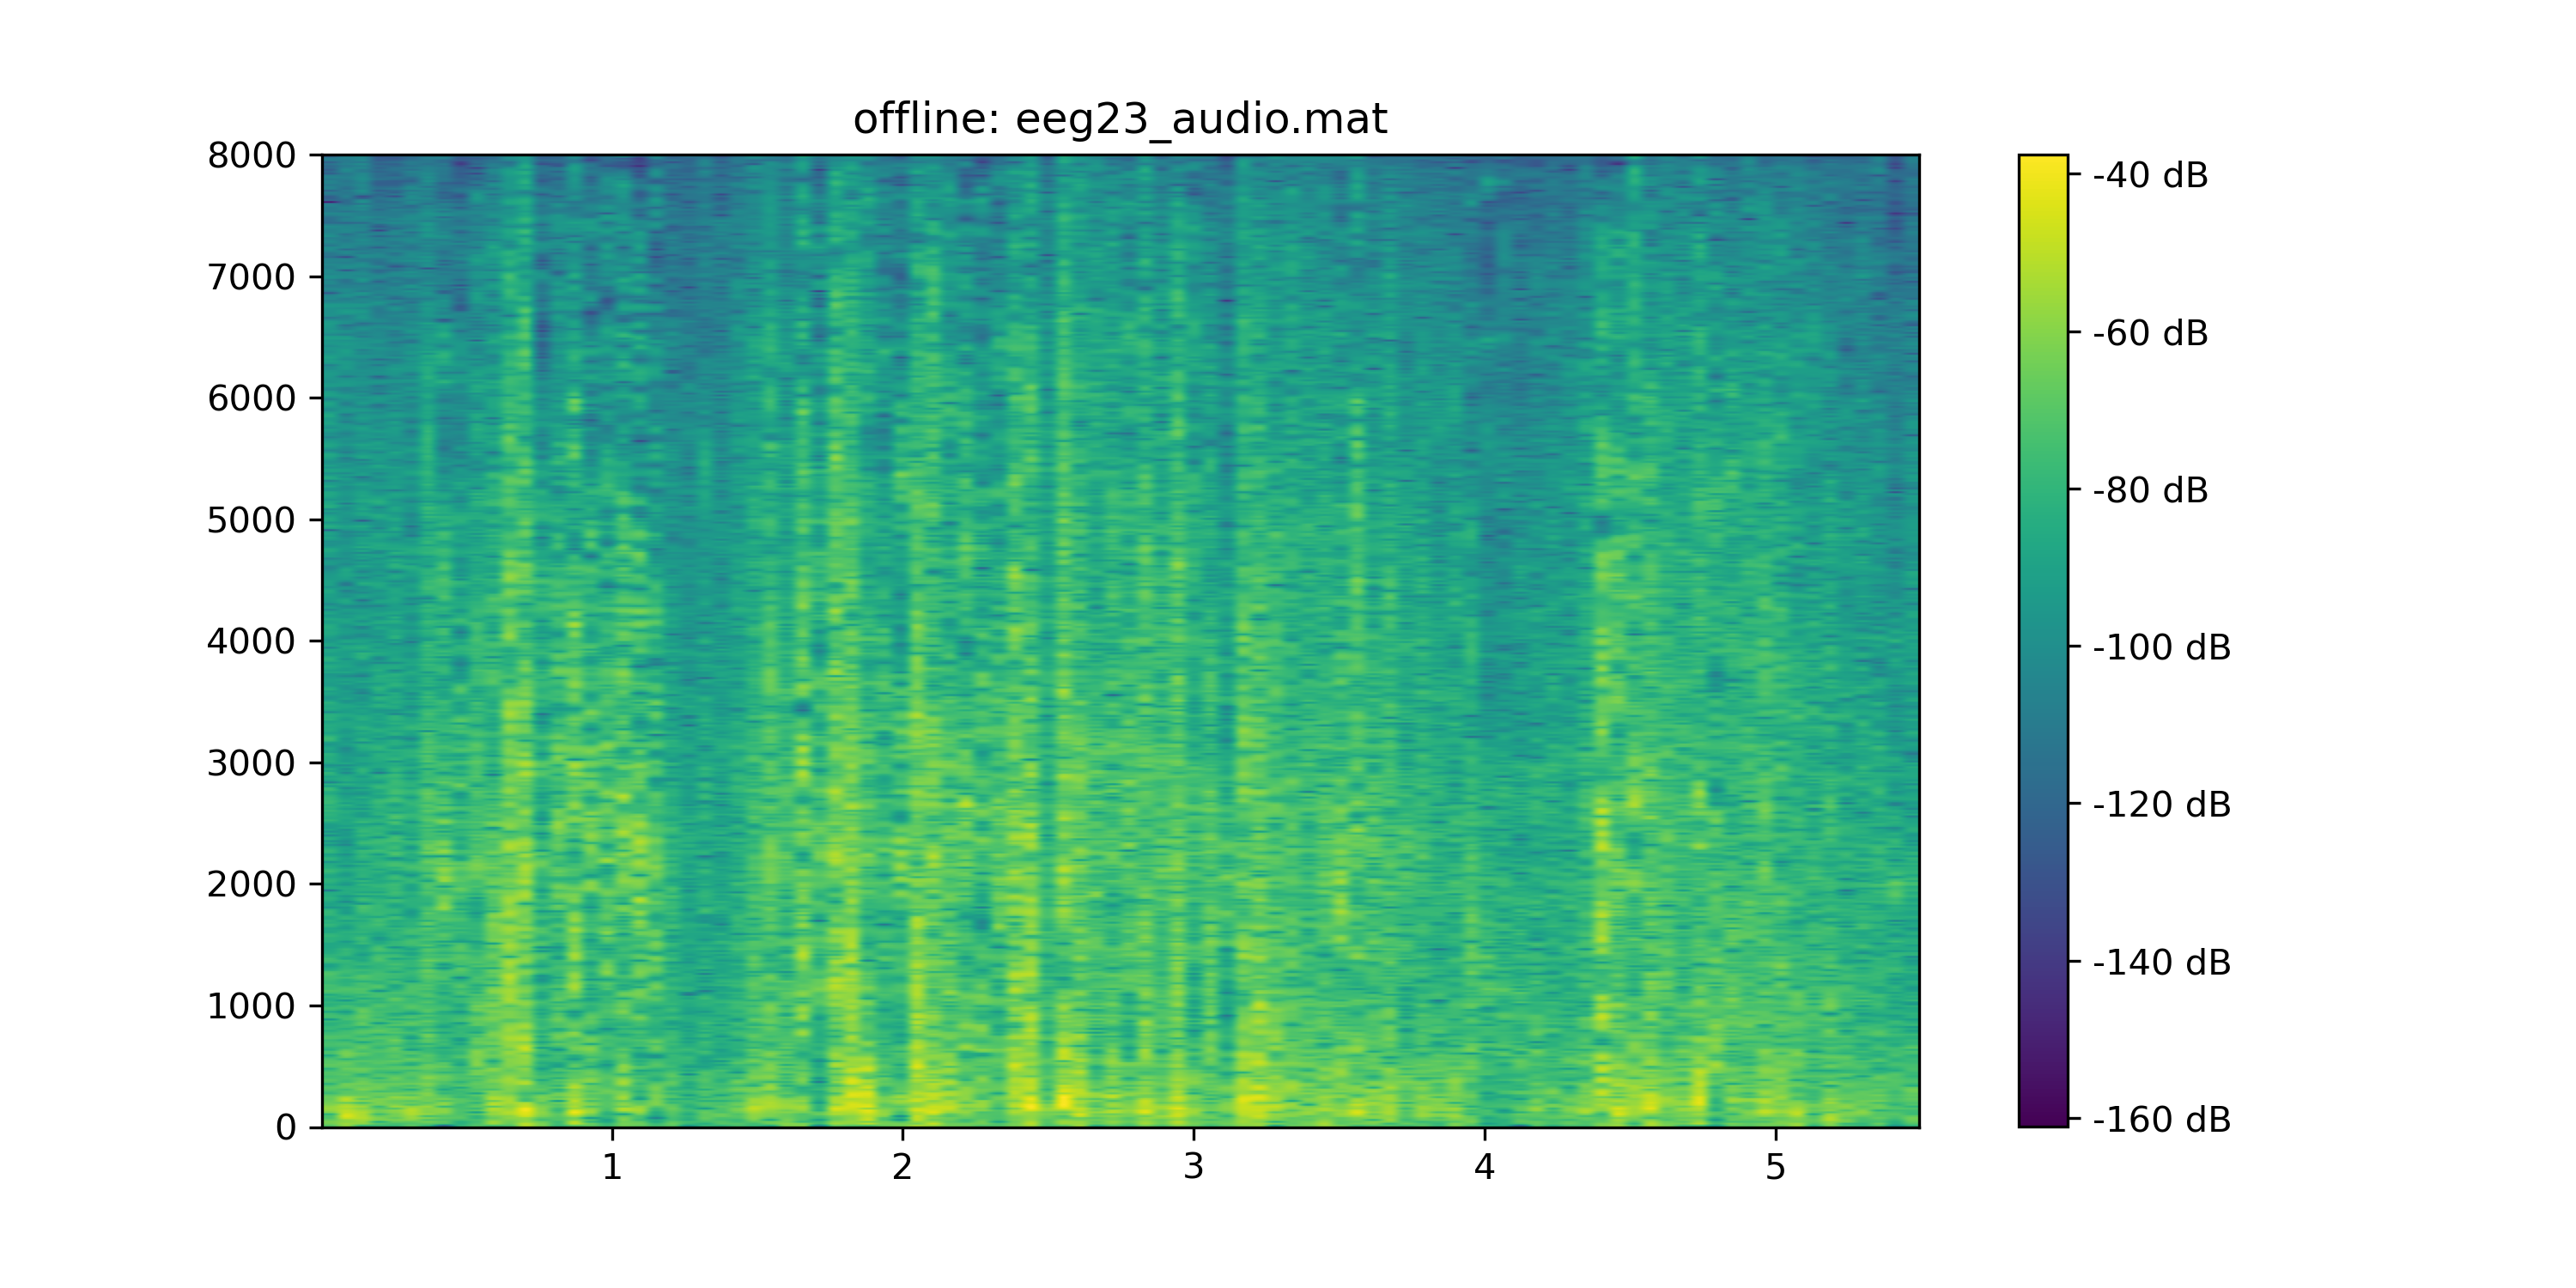 offline: eeg23_audio.mat
8000
7000
6000
5000
4000
3000
2000
1000
0
1 2 3 4 5
-40 dB
-60 dB
-80 dB
-100 dB
-120 dB
-140 dB
-160 dB